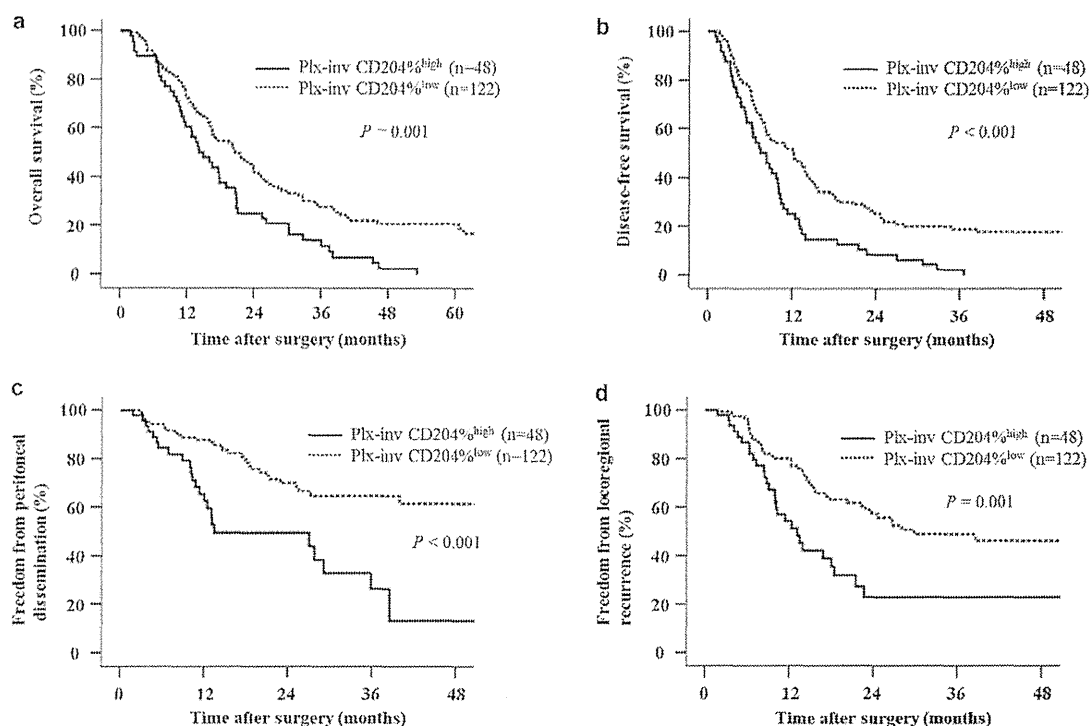 a
100
80
60
40
20
0
Overall survival (%)
Plx-inv CD204%high (n=48)
Plx-inv CD204%low (n=122)
P = 0.001
0 12 24 36 48 60
Time after surgery (months)
b
100
80
60
40
20
0
Disease-free survival (%)
Plx-inv CD204%high (n=48)
Plx-inv CD204%low (n=122)
P < 0.001
0 12 24 36 48
Time after surgery (months)
c
100
80
60
40
20
0
Freedom from peritoneal
dissemination (%)
Plx-inv CD204%high (n=48)
Plx-inv CD204%low (n=122)
P < 0.001
0 12 24 36 48
Time after surgery (months)
d
100
80
60
40
20
0
Freedom from locoregional
recurrence (%)
Plx-inv CD204%high (n=48)
Plx-inv CD204%low (n=122)
P = 0.001
0 12 24 36 48
Time after surgery (months)